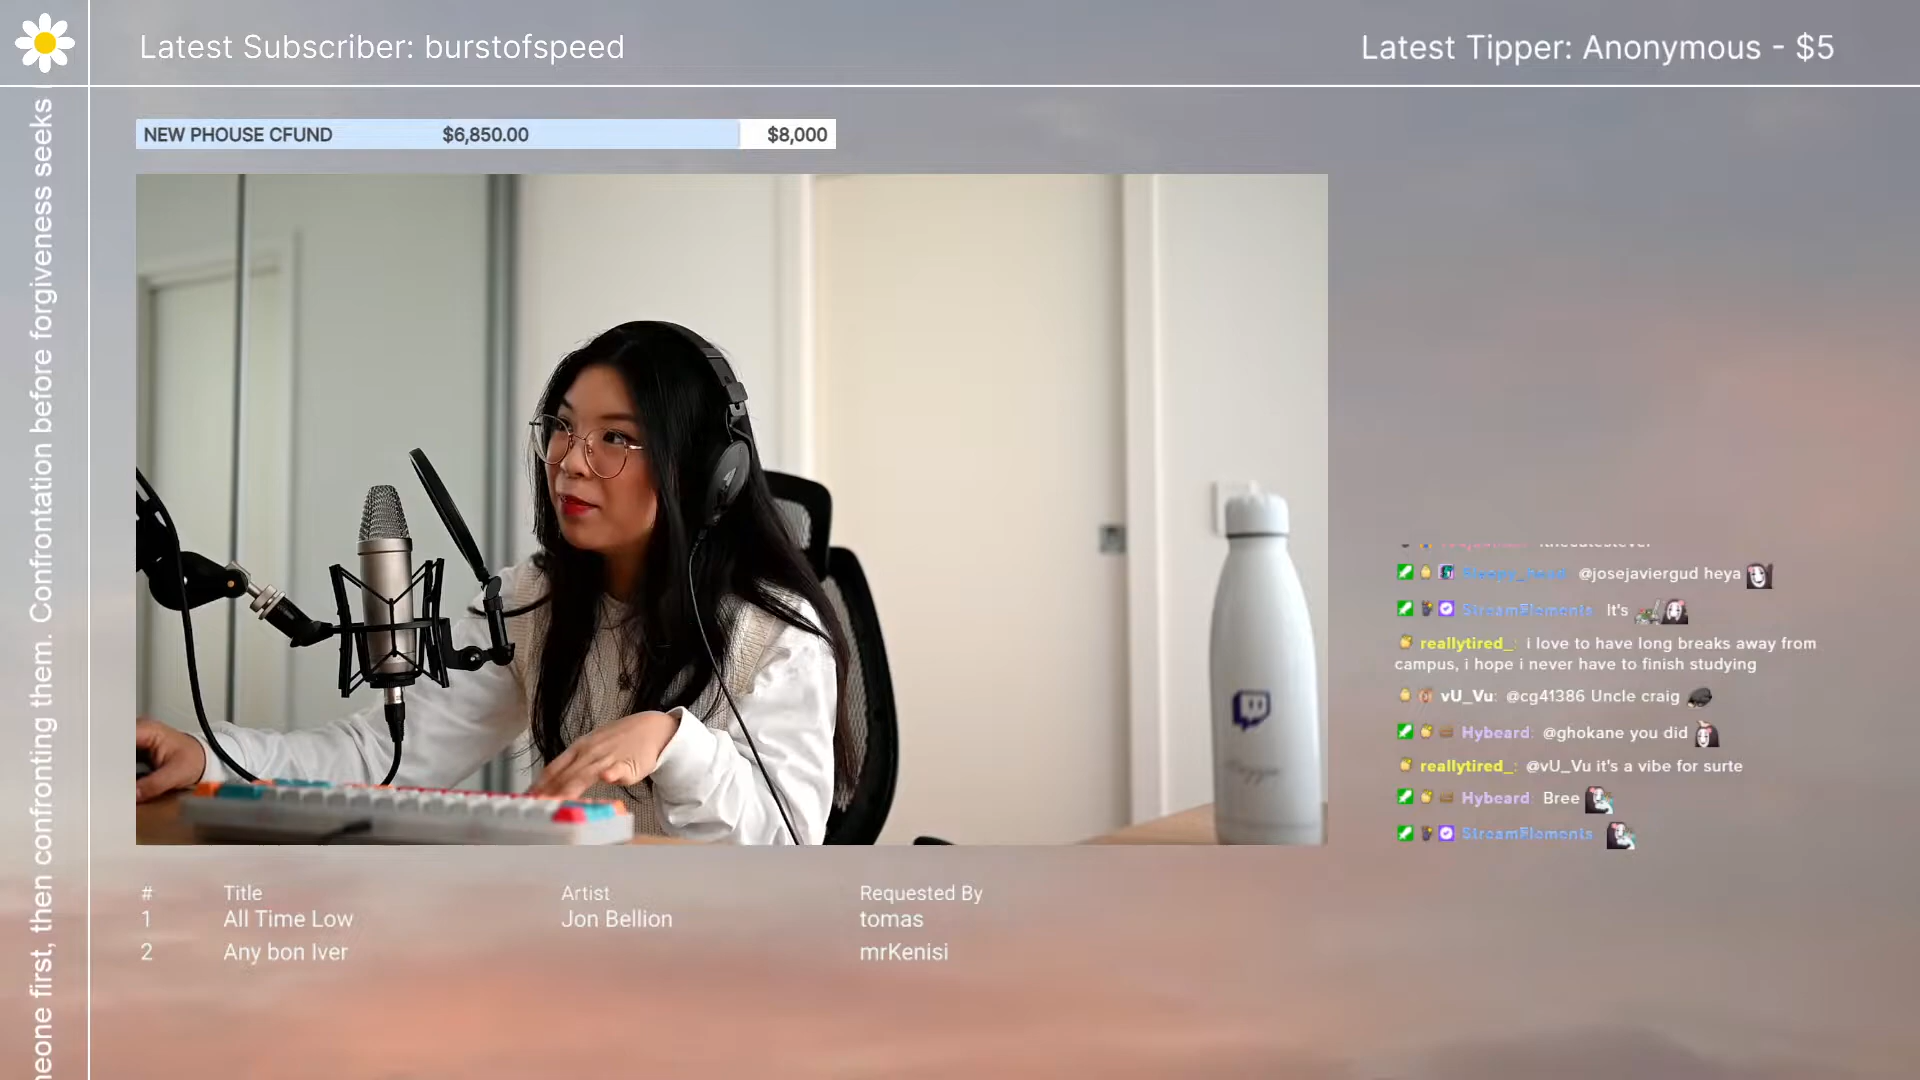 Latest Subscriber: burstofspeed
Latest Tipper: Anonymous - $5
neone first, then confronting them. Confrontation before forgiveness seeks
NEW PHOUSE CFUND $6,850.00 $8,000
@josejaviergud heya
StreamElements It's
reallytired_: i love to have long breaks away from
campus, i hope i never have to finish studying
vU_Vu: @cg41386 Uncle craig
Hybeard: @ghokane you did
reallytired_: @vU_Vu it's a vibe for surte
Hybeard: Bree
StreamElements
# Title Artist Requested By
1 All Time Low Jon Bellion tomas
2 Any bon Iver mrKenisi